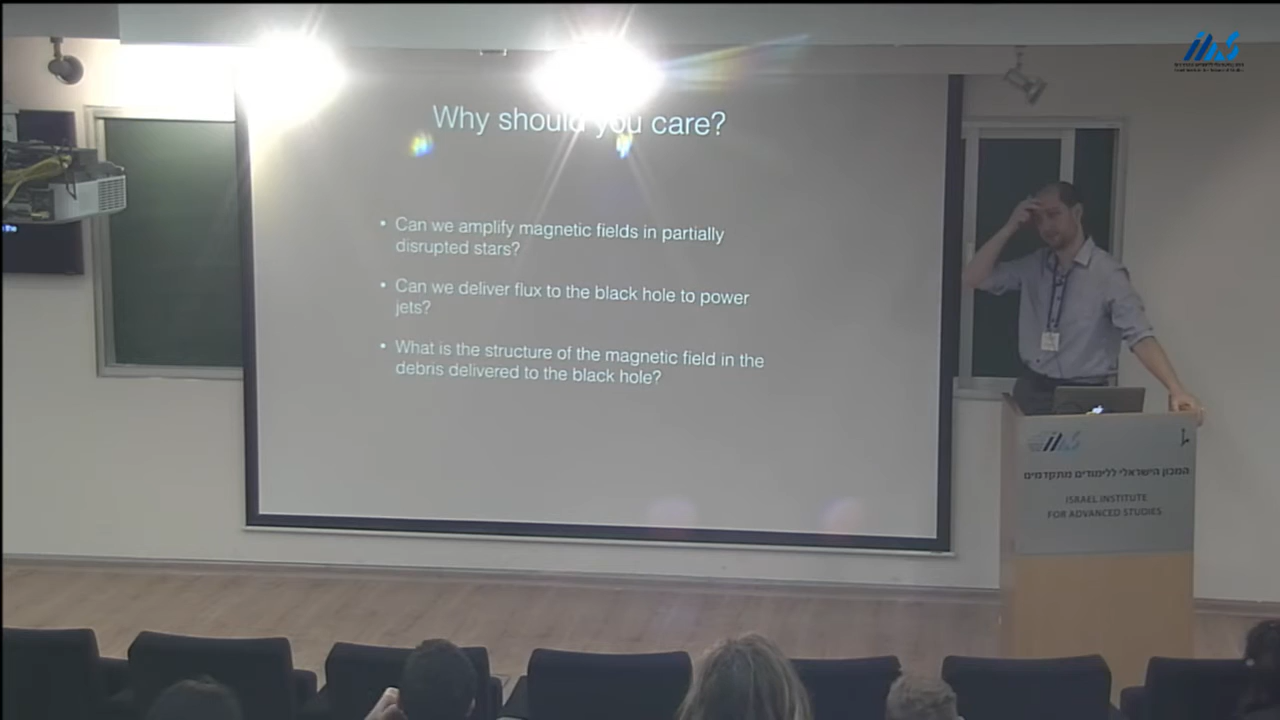 Why should you care?
• Can we amplify magnetic fields in partially
disrupted stars?
• Can we deliver flux to the black hole to power
jets?
• What is the structure of the magnetic field in the
debris delivered to the black hole?
the
המכון הישראלי ללימודים מתקדמים
ISRAEL INSTITUTE
FOR ADVANCED STUDIES